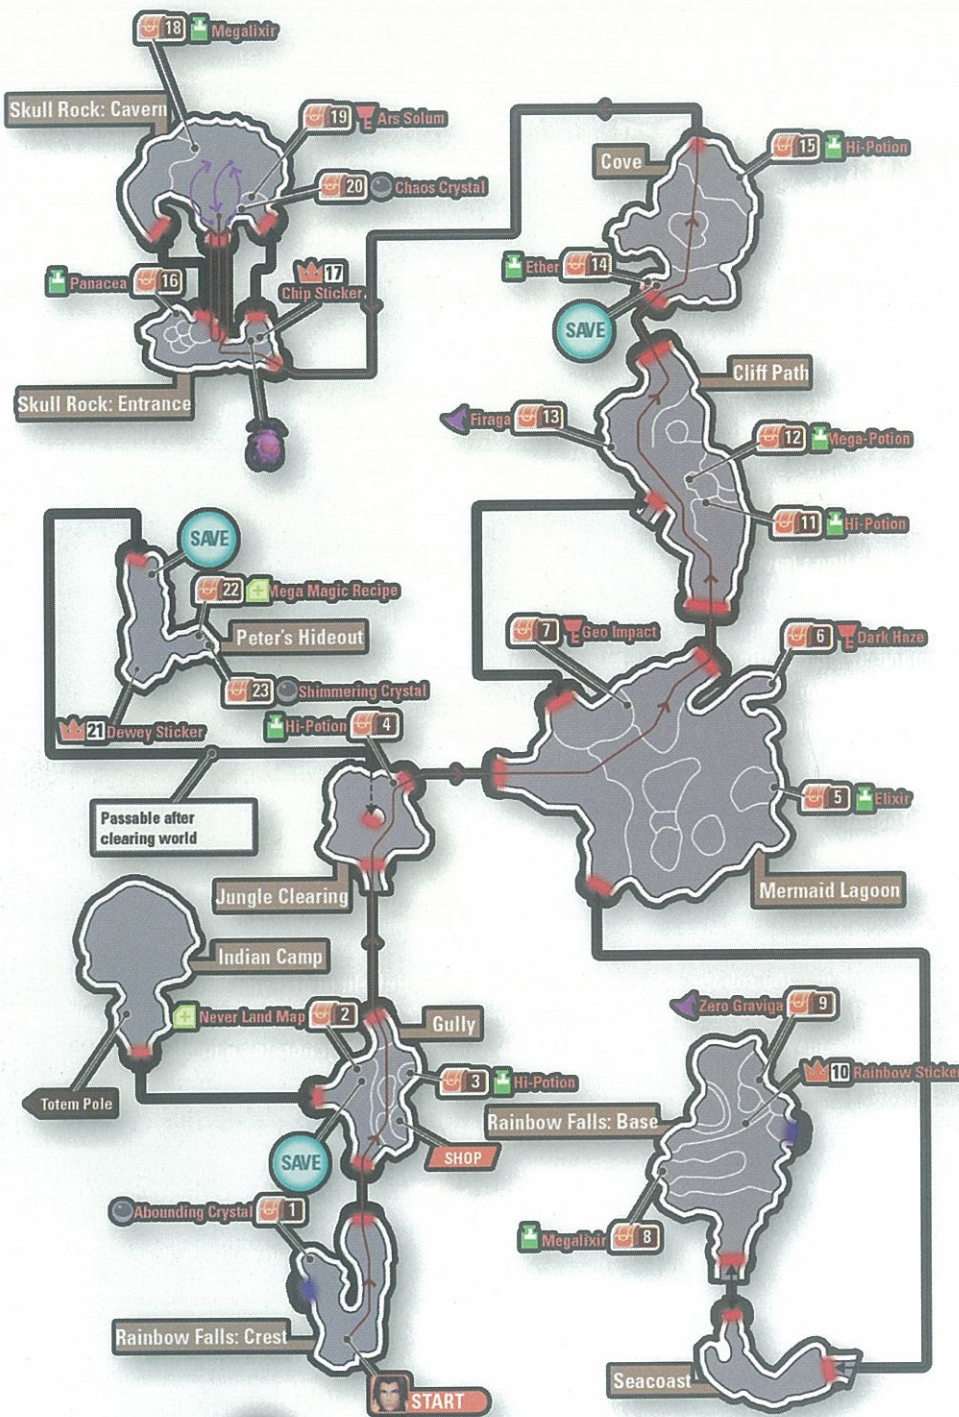 18 Megalixir
Skull Rock: Cavern
19 E Ars Solum
20 Chaos Crystal
Cove
15 Hi-Potion
Panacea 16
17
Chip Sticker
Ether 14
SAVE
Skull Rock: Entrance
Cliff Path
Firaga 13
12 Mega-Potion
11 Hi-Potion
SAVE
22 Mega Magic Recipe
Peter's Hideout
23 Shimmering Crystal
21 Dewey Sticker
7 E Geo Impact
6 E Dark Haze
Hi-Potion 4
5 Elixir
Passable after
clearing world
Jungle Clearing
Mermaid Lagoon
Indian Camp
Never Land Map 2
Gully
Zero Graviga 9
3 Hi-Potion
10 Rainbow Sticker
Totem Pole
Rainbow Falls: Base
SAVE
SHOP
Abounding Crystal 1
Megalixir 8
Rainbow Falls: Crest
Seacoast
START